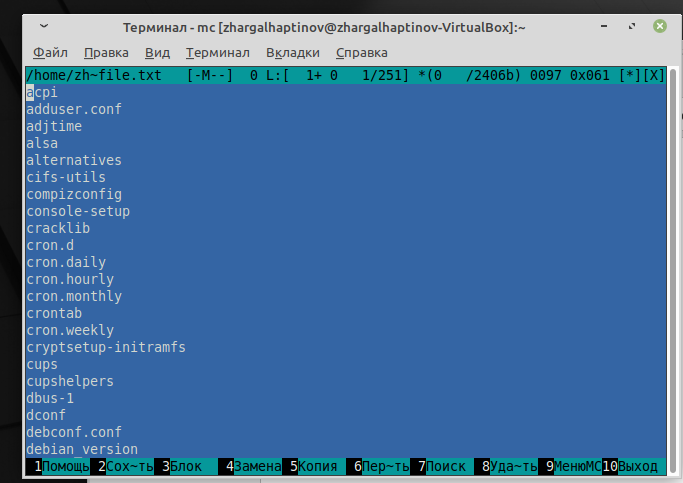 Терминал - mc [zhargalhaptinov@zhargalhaptinov-VirtualBox]:~
Файл Правка Вид Терминал Вкладки Справка
/home/zh~file.txt [-M--] 0 L:[ 1+ 0 1/251] *(0 /2406b) 0097 0x061 [*][X]
acpi
adduser.conf
adjtime
alsa
alternatives
cifs-utils
compizconfig
console-setup
cracklib
cron.d
cron.daily
cron.hourly
cron.monthly
crontab
cron.weekly
cryptsetup-initramfs
cups
cupshelpers
dbus-1
dconf
debconf.conf
debian_version
1Помощь 2Сох~ть 3Блок 4Замена 5Копия 6Пер~ть 7Поиск 8Уда~ть 9МенюMC 10Выход